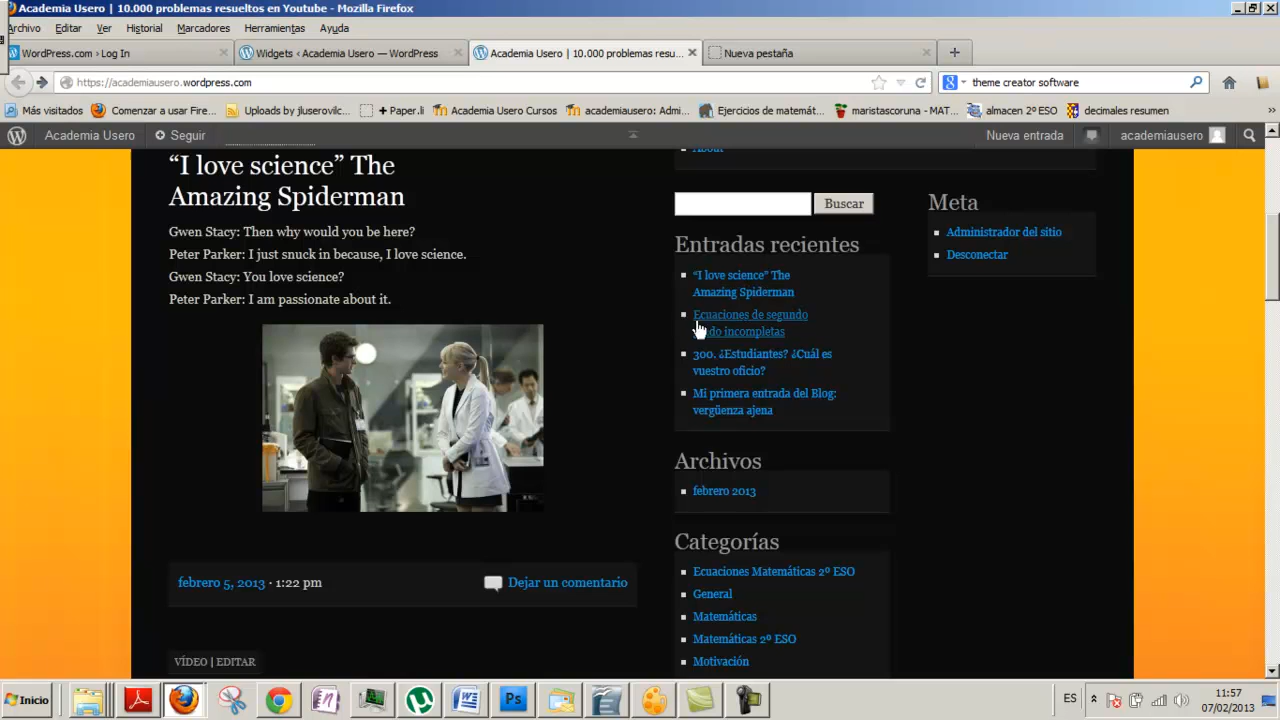 Academia Usero | 10.000 problemas resueltos en Youtube - Mozilla Firefox
Archivo Editar Ver Historial Marcadores Herramientas Ayuda
WordPress.com › Log In
Widgets ‹ Academia Usero — WordPress
Academia Usero | 10.000 problemas resu...
Nueva pestaña
https://academiausero.wordpress.com
theme creator software
Más visitados Comenzar a usar Fire... Uploads by jluserovilc... + Paper.li Academia Usero Cursos academiausero: Admi... Ejercicios de matemát... maristascoruna - MAT... almacen 2º ESO decimales resumen
Academia Usero Seguir Nueva entrada academiausero
“I love science” The
Amazing Spiderman
Gwen Stacy: Then why would you be here?
Peter Parker: I just snuck in because, I love science.
Gwen Stacy: You love science?
Peter Parker: I am passionate about it.
febrero 5, 2013 · 1:22 pm
Dejar un comentario
VÍDEO | EDITAR
About
Buscar
Entradas recientes
“I love science” The
Amazing Spiderman
Ecuaciones de segundo
incompletas
300. ¿Estudiantes? ¿Cuál es
vuestro oficio?
Mi primera entrada del Blog:
vergüenza ajena
Archivos
febrero 2013
Categorías
Ecuaciones Matemáticas 2º ESO
General
Matemáticas
Matemáticas 2º ESO
Motivación
Meta
Administrador del sitio
Desconectar
Inicio
ES
11:57
07/02/2013